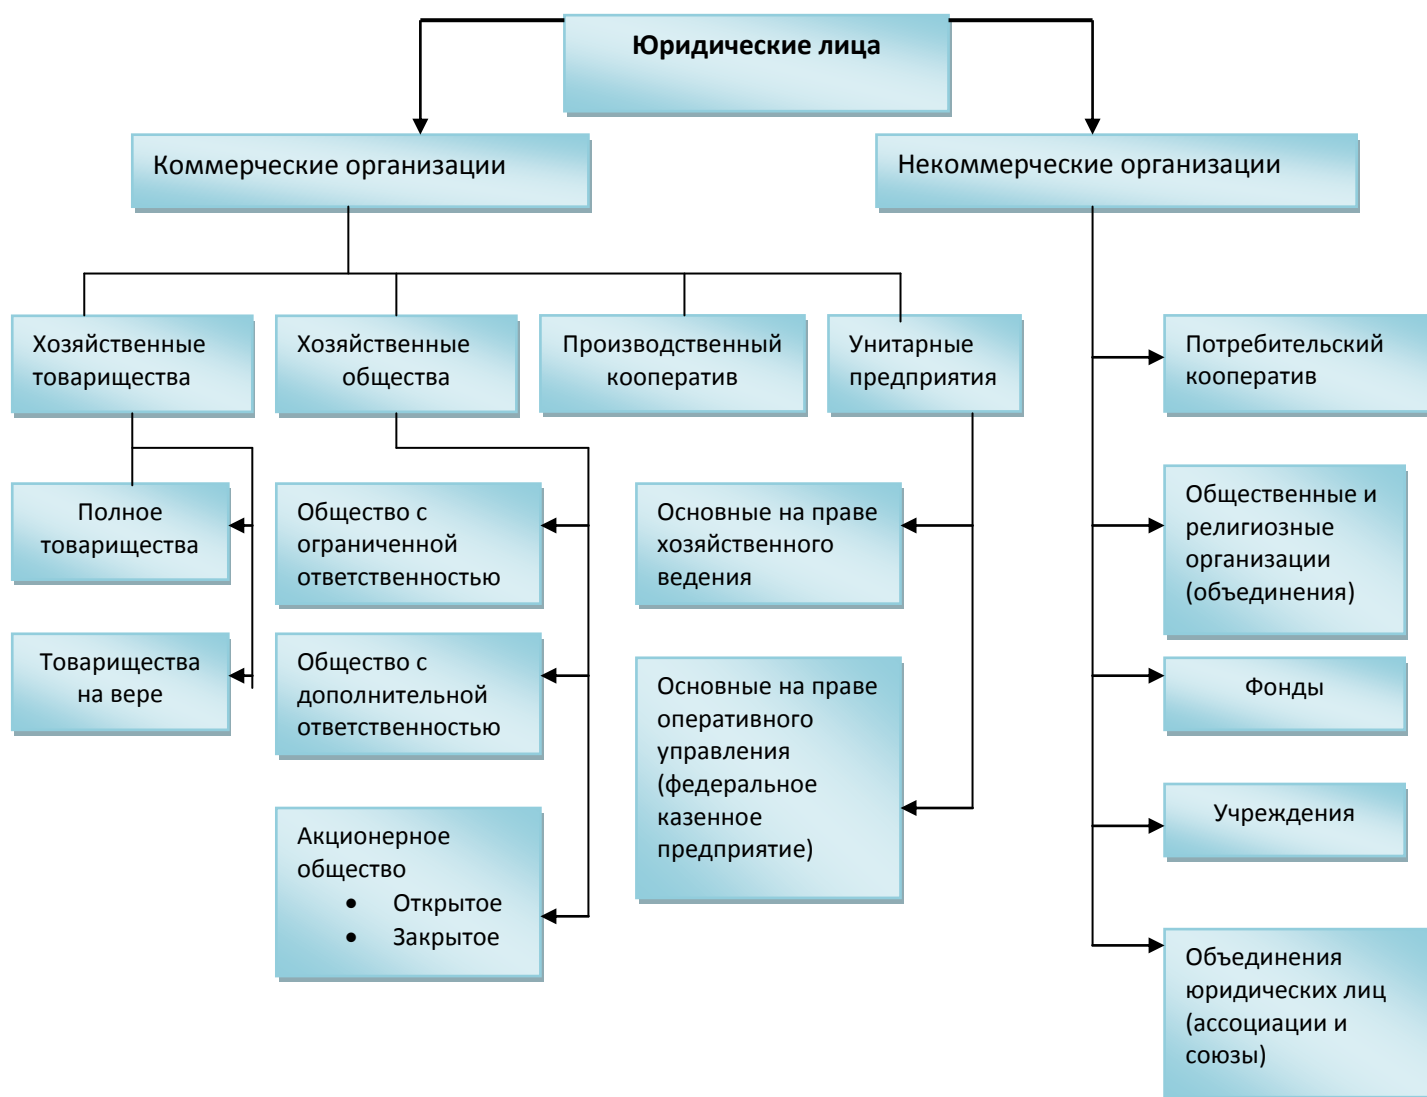 Юридические лица
Коммерческие организации
Некоммерческие организации
Хозяйственные
товарищества
Хозяйственные
общества
Производственный
кооператив
Унитарные
предприятия
Потребительский
кооператив
Полное
товарищества
Общество с
ограниченной
ответственностью
Основные на праве
хозяйственного
ведения
Общественные и
религиозные
организации
(объединения)
Товарищества
на вере
Общество с
дополнительной
ответственностью
Основные на праве
оперативного
управления
(федеральное
казенное
предприятие)
Фонды
Учреждения
Акционерное
общество
• Открытое
• Закрытое
Объединения
юридических лиц
(ассоциации и
союзы)